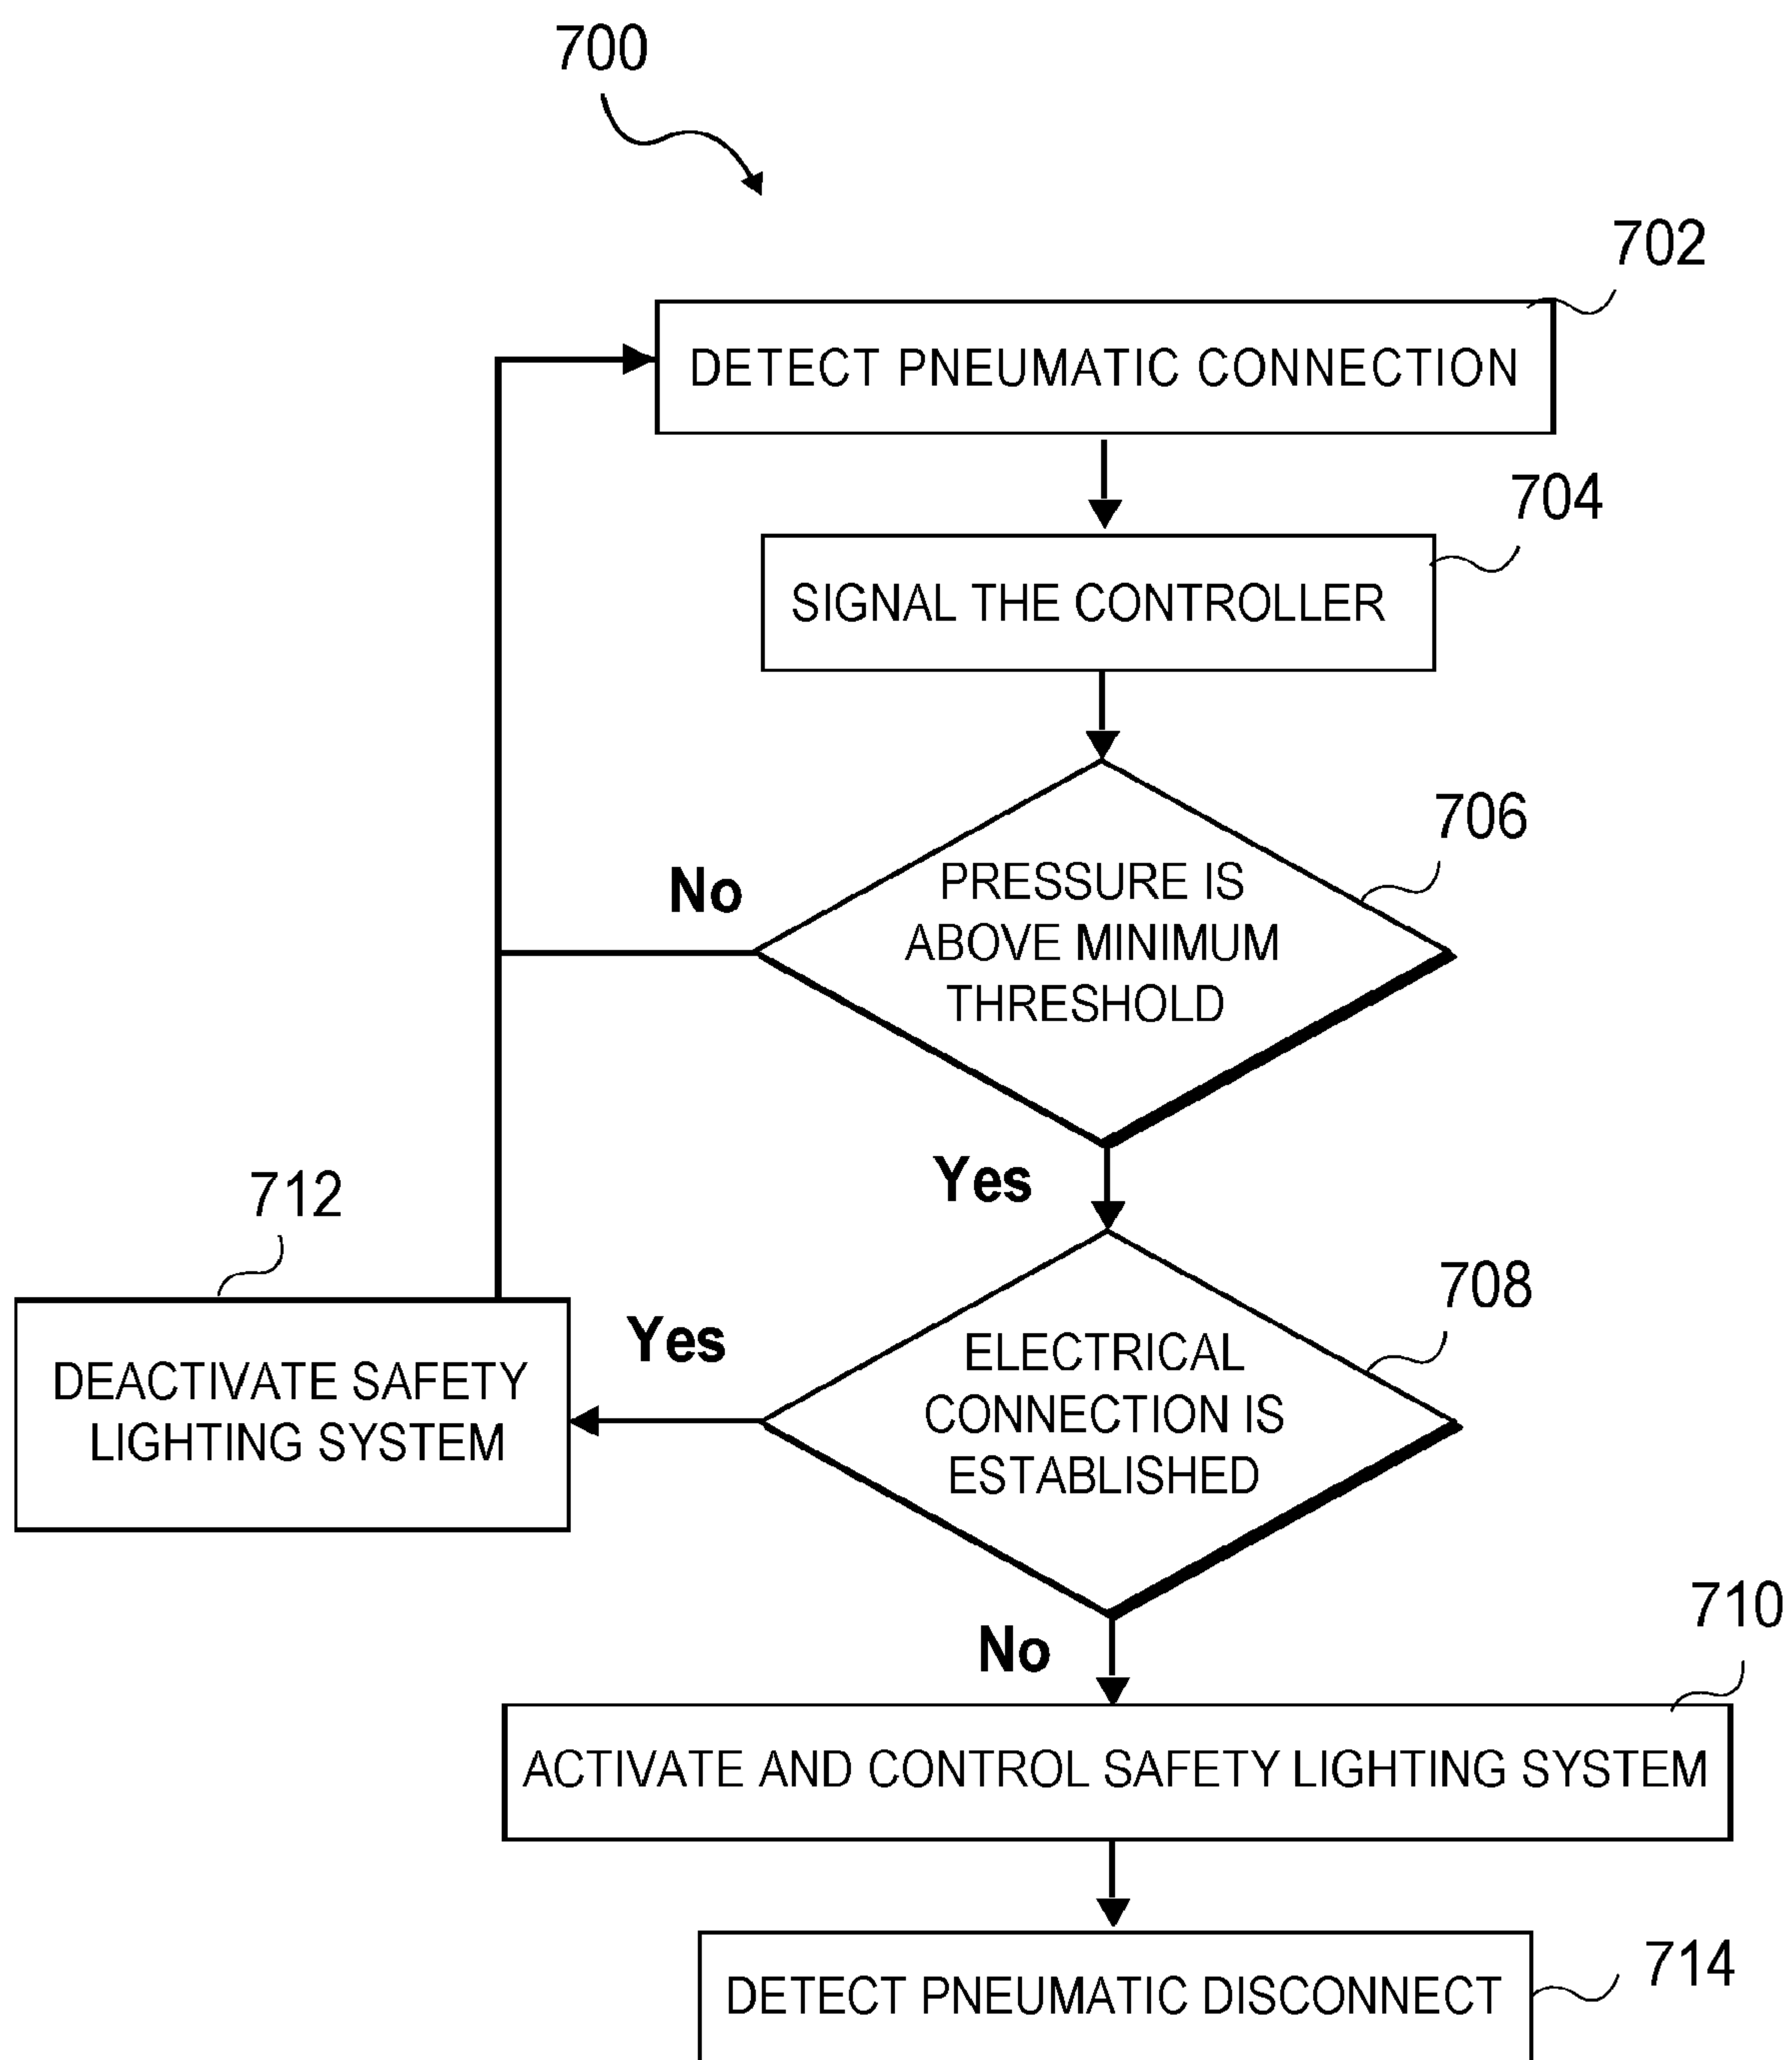 700
702
DETECT PNEUMATIC CONNECTION
704
SIGNAL THE CONTROLLER
706
PRESSURE IS
ABOVE MINIMUM
THRESHOLD
No
Yes
712
DEACTIVATE SAFETY
LIGHTING SYSTEM
Yes
708
ELECTRICAL
CONNECTION IS
ESTABLISHED
No
710
ACTIVATE AND CONTROL SAFETY LIGHTING SYSTEM
714
DETECT PNEUMATIC DISCONNECT